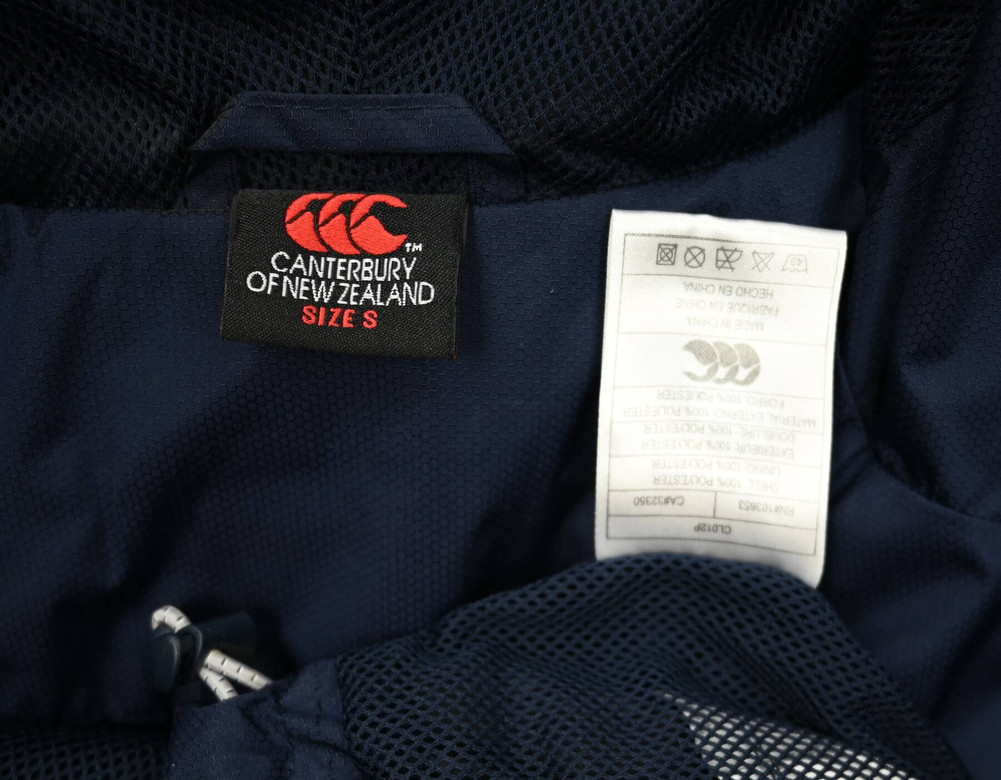 ™
CANTERBURY
OF NEW ZEALAND
SIZE S
CL012P
RN#103653 CA#32350
SHELL: 100% POLYESTER
LINING: 100% POLYESTER
EXTERIEUR: 100% POLYESTER
DOUBLURE: 100% POLYESTER
MATERIAL EXTERNO: 100% POLIESTER
FORRO: 100% POLIESTER
MADE IN CHINA
FABRIQUE EN CHINE
HECHO EN CHINA
40